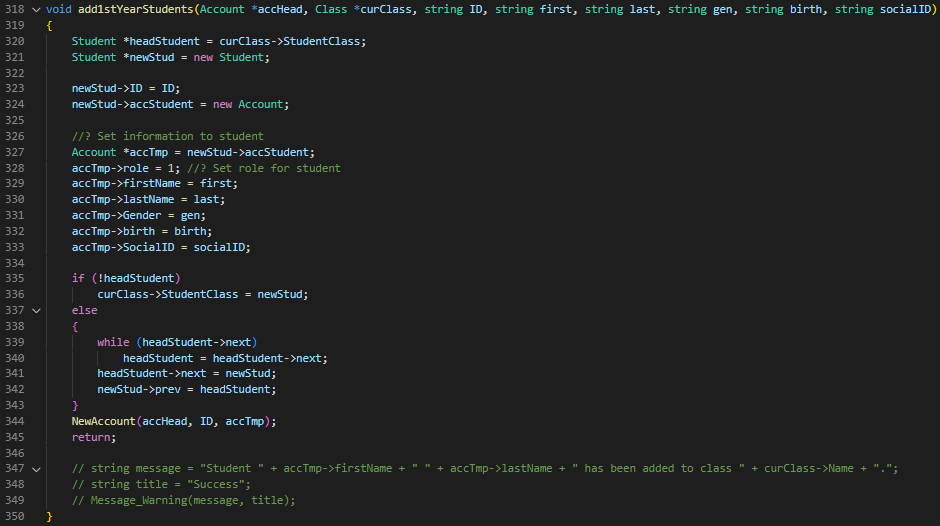 318 void add1stYearStudents(Account *accHead, Class *curClass, string ID, string first, string last, string gen, string birth, string socialID)
319 {
320     Student *headStudent = curClass->StudentClass;
321     Student *newStud = new Student;
322
323     newStud->ID = ID;
324     newStud->accStudent = new Account;
325
326     //? Set information to student
327     Account *accTmp = newStud->accStudent;
328     accTmp->role = 1; //? Set role for student
329     accTmp->firstName = first;
330     accTmp->lastName = last;
331     accTmp->Gender = gen;
332     accTmp->birth = birth;
333     accTmp->SocialID = socialID;
334
335     if (!headStudent)
336         curClass->StudentClass = newStud;
337     else
338     {
339         while (headStudent->next)
340             headStudent = headStudent->next;
341         headStudent->next = newStud;
342         newStud->prev = headStudent;
343     }
344     NewAccount(accHead, ID, accTmp);
345     return;
346
347     // string message = "Student " + accTmp->firstName + " " + accTmp->lastName + " has been added to class " + curClass->Name + ".";
348     // string title = "Success";
349     // Message_Warning(message, title);
350 }